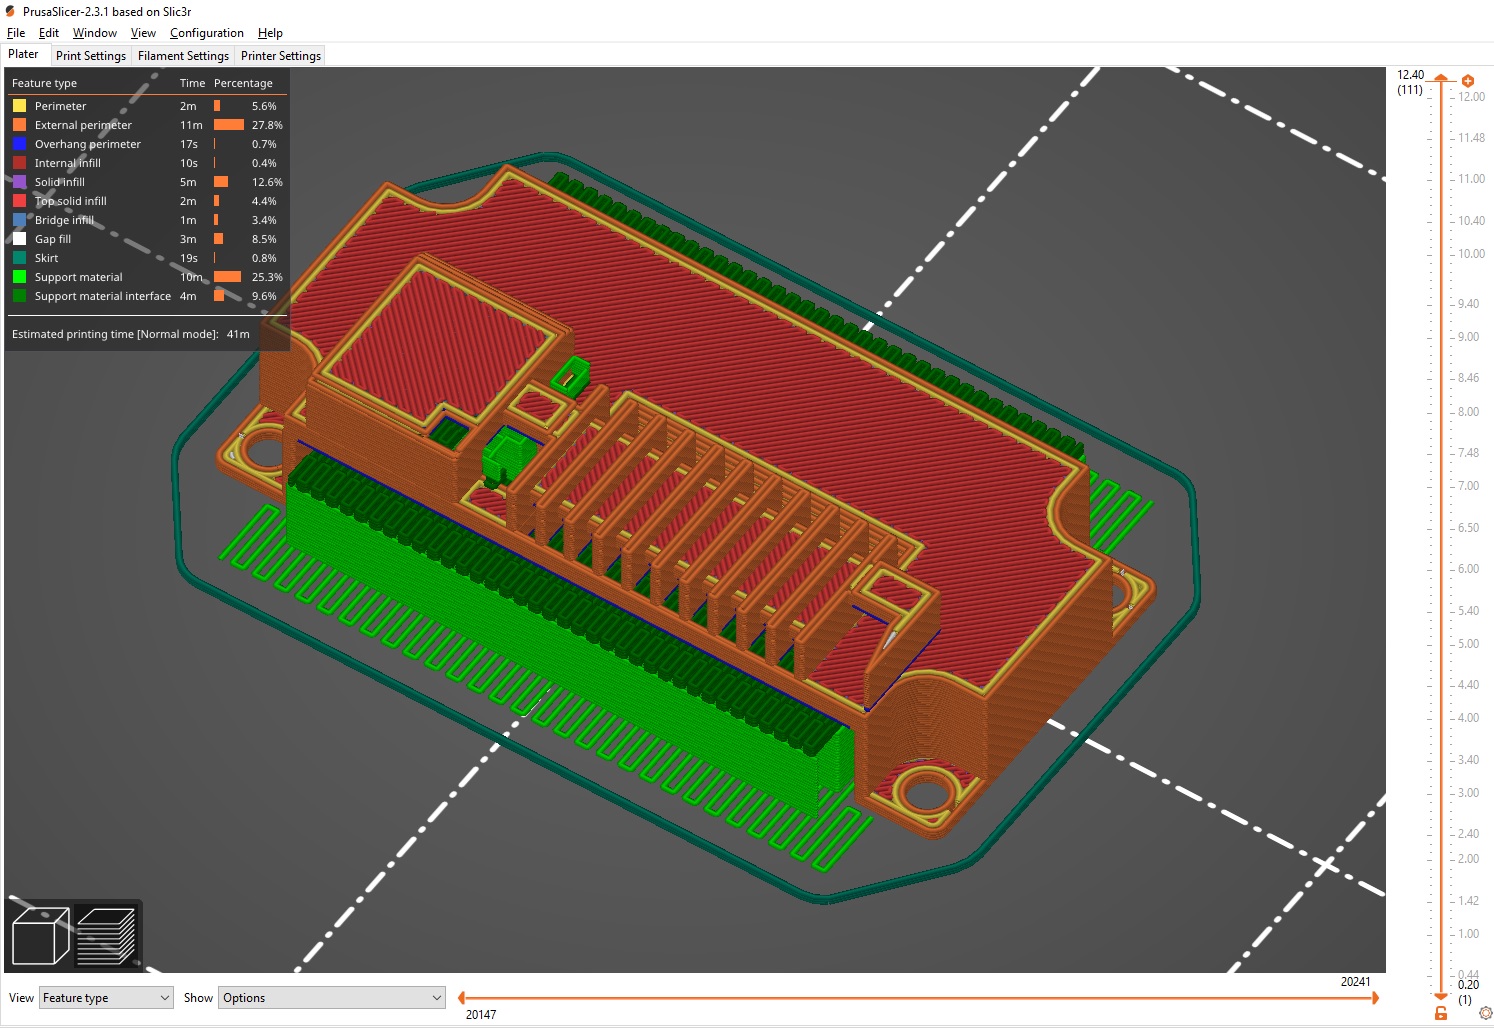 PrusaSlicer-2.3.1 based on Slic3r
File Edit Window View Configuration Help
Plater Print Settings Filament Settings Printer Settings
Feature type Time Percentage
Perimeter 2m 5.6%
External perimeter 11m 27.8%
Overhang perimeter 17s 0.7%
Internal infill 10s 0.4%
Solid infill 5m 12.6%
Top solid infill 2m 4.4%
Bridge infill 1m 3.4%
Gap fill 3m 8.5%
Skirt 19s 0.8%
Support material 10m 25.3%
Support material interface 4m 9.6%
Estimated printing time [Normal mode]: 41m
12.40
(111)
12.00
11.48
11.00
10.40
10.00
9.40
9.00
8.46
8.00
7.48
7.00
6.50
6.00
5.40
5.00
4.40
4.00
3.40
3.00
2.40
2.00
1.42
1.00
0.44
0.20
(1)
20241
View Feature type Show Options
20147